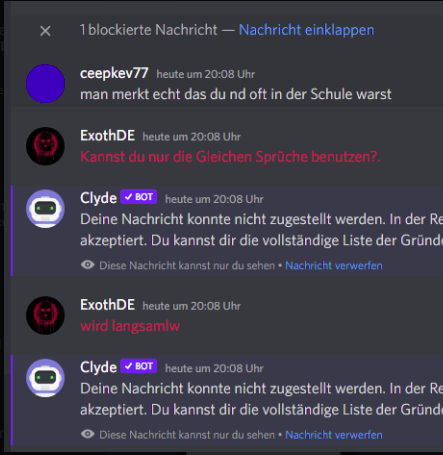 1 blockierte Nachricht — Nachricht einklappen
ceepkev77 heute um 20:08 Uhr
man merkt echt das du nd oft in der Schule warst
ExothDE heute um 20:08 Uhr
Kannst du nur die Gleichen Sprüche benutzen?.
Clyde BOT heute um 20:08 Uhr
Deine Nachricht konnte nicht zugestellt werden. In der Re
akzeptiert. Du kannst dir die vollständige Liste der Gründ
Diese Nachricht kannst nur du sehen • Nachricht verwerfen
ExothDE heute um 20:08 Uhr
wird langsamlw
Clyde BOT heute um 20:08 Uhr
Deine Nachricht konnte nicht zugestellt werden. In der Re
akzeptiert. Du kannst dir die vollständige Liste der Gründ
Diese Nachricht kannst nur du sehen • Nachricht verwerfen